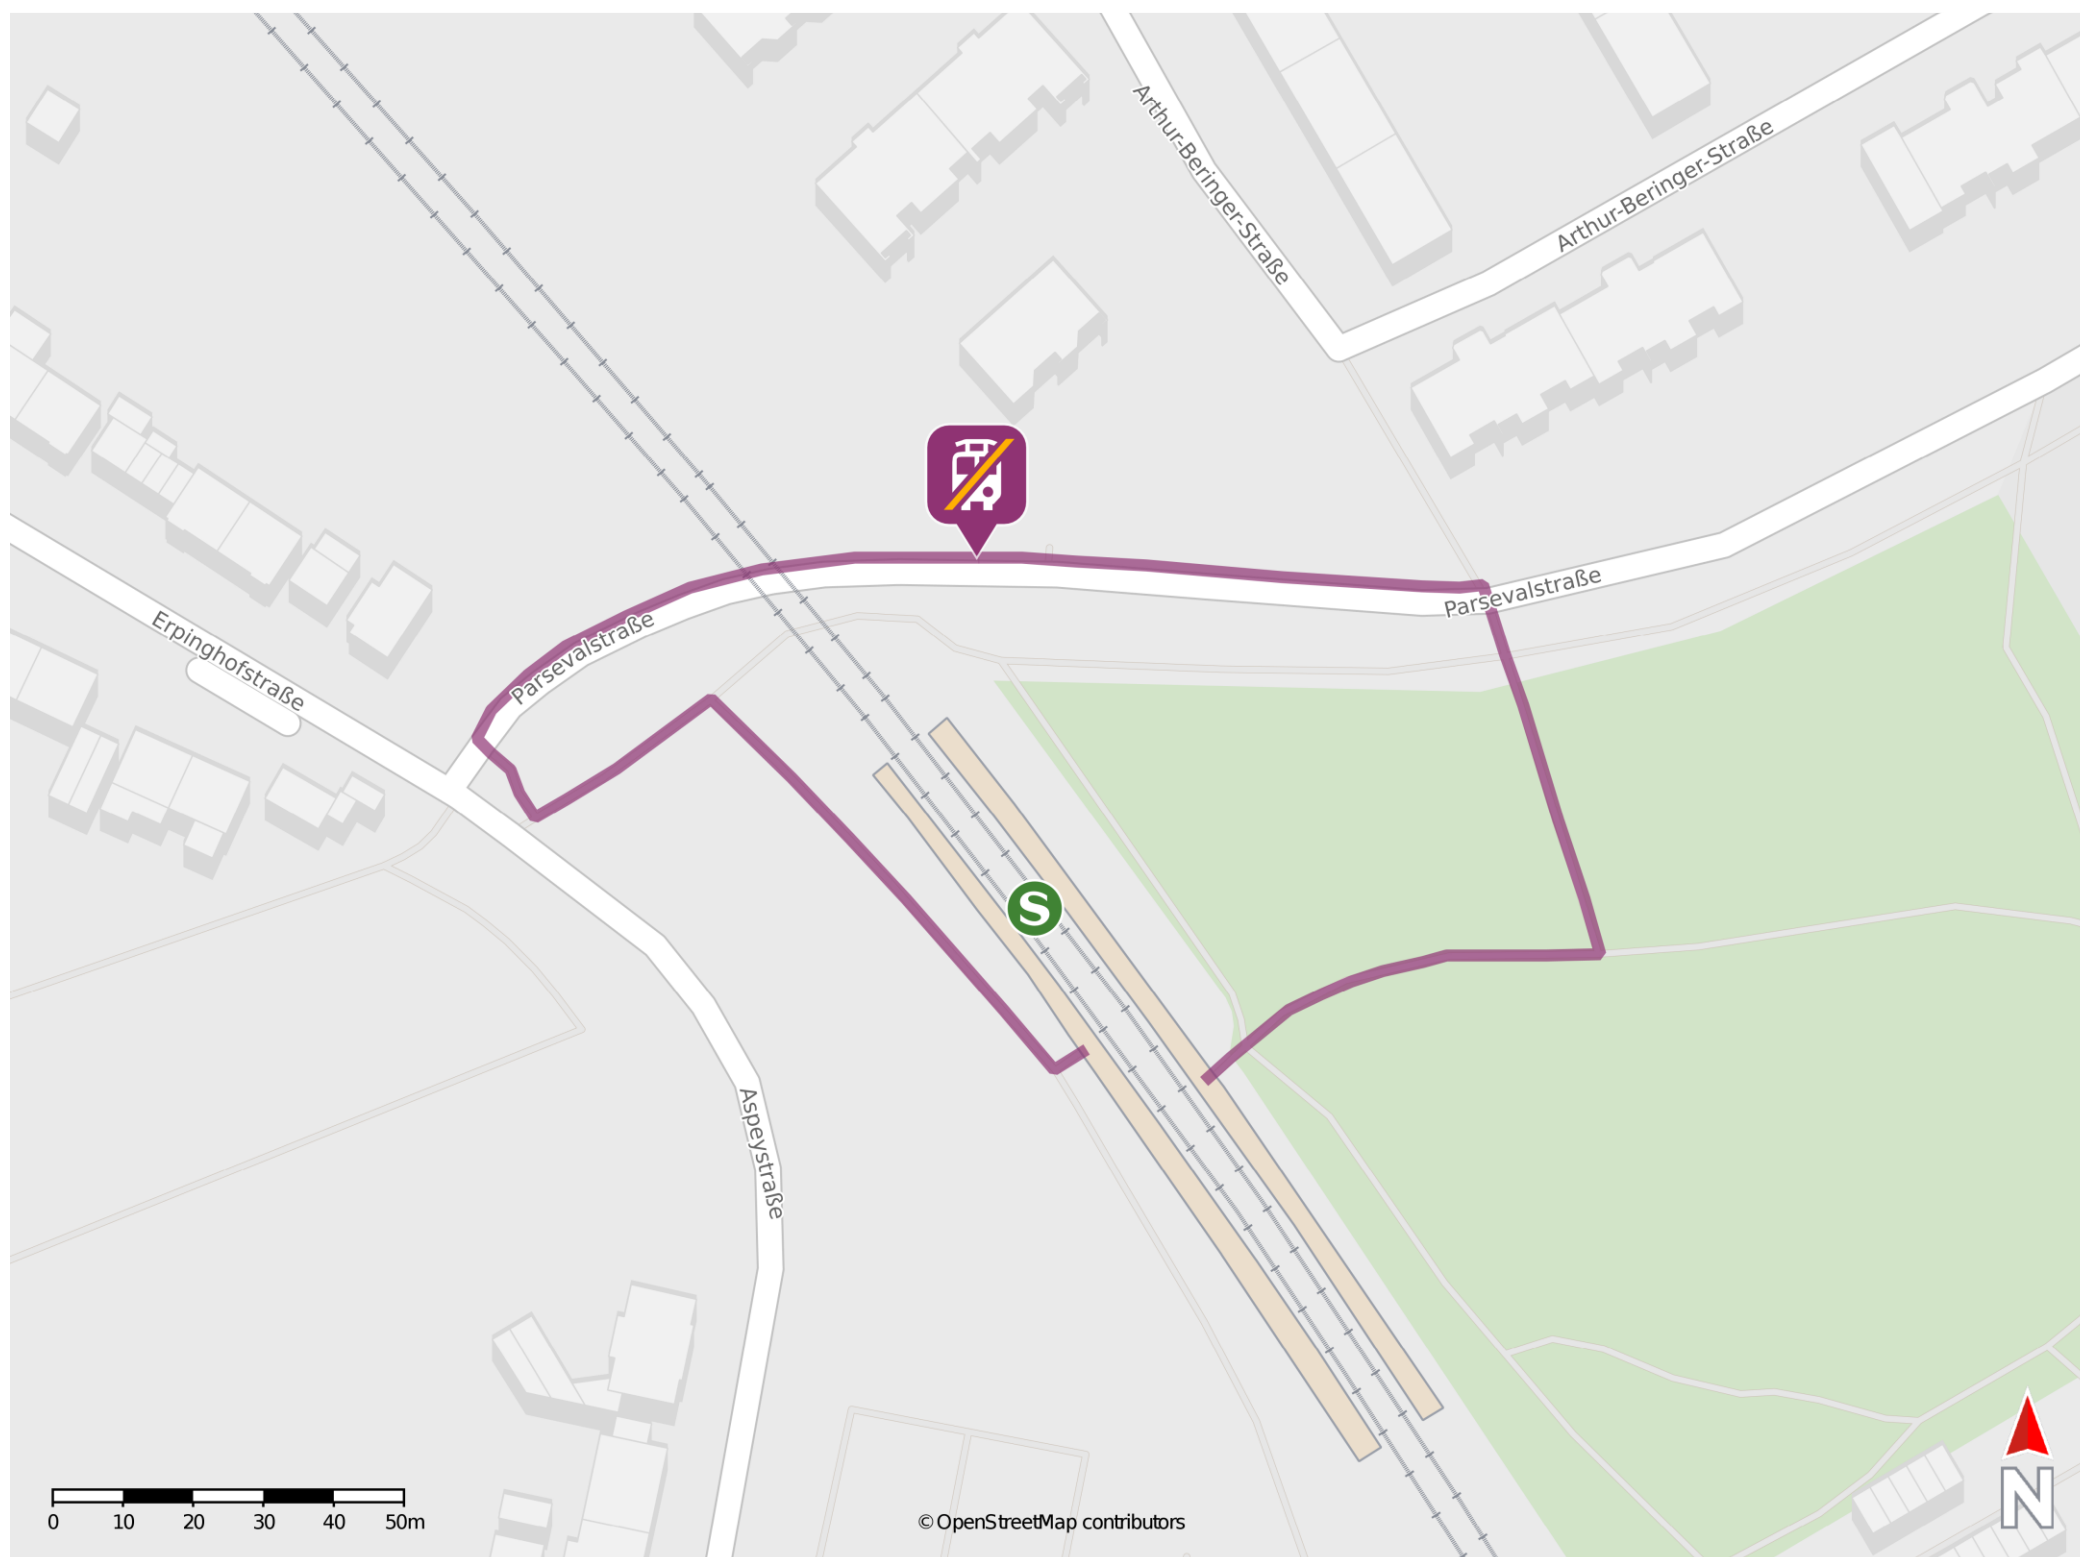 Arthur-Beringer-Straße
Arthur-Beringer-Straße
Parsevalstraße
Parsevalstraße
Erpinghofstraße
S
Aspeystraße
N
0 10 20 30 40 50m
© OpenStreetMap contributors